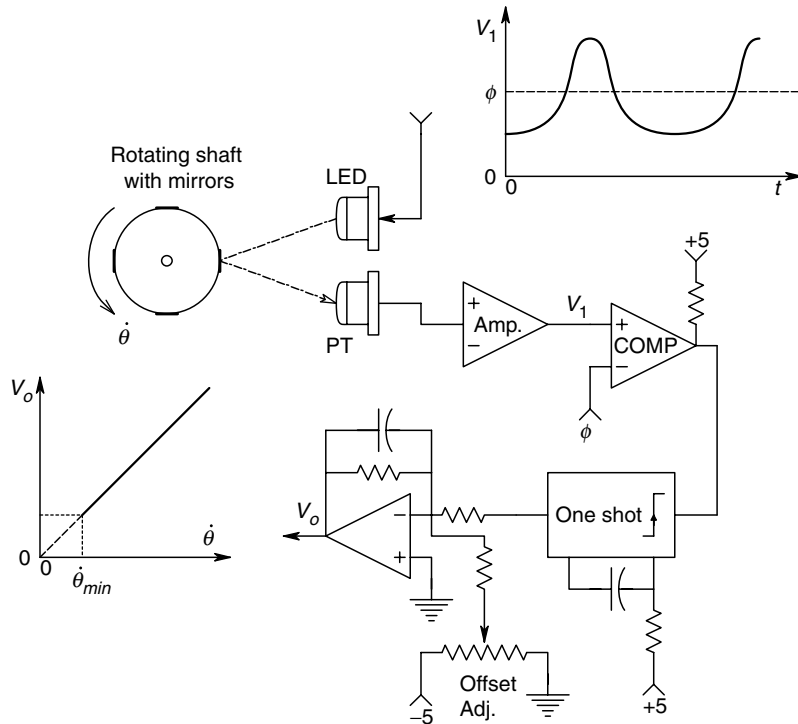 V1
ϕ
0
0
t
Rotating shaft
with mirrors
θ̇
LED
PT
+
−
Amp.
V1
+5
+
−
COMP
ϕ
Vo
0
0
θ̇min
θ̇
Vo
−
+
One shot
−5
Offset
Adj.
+5